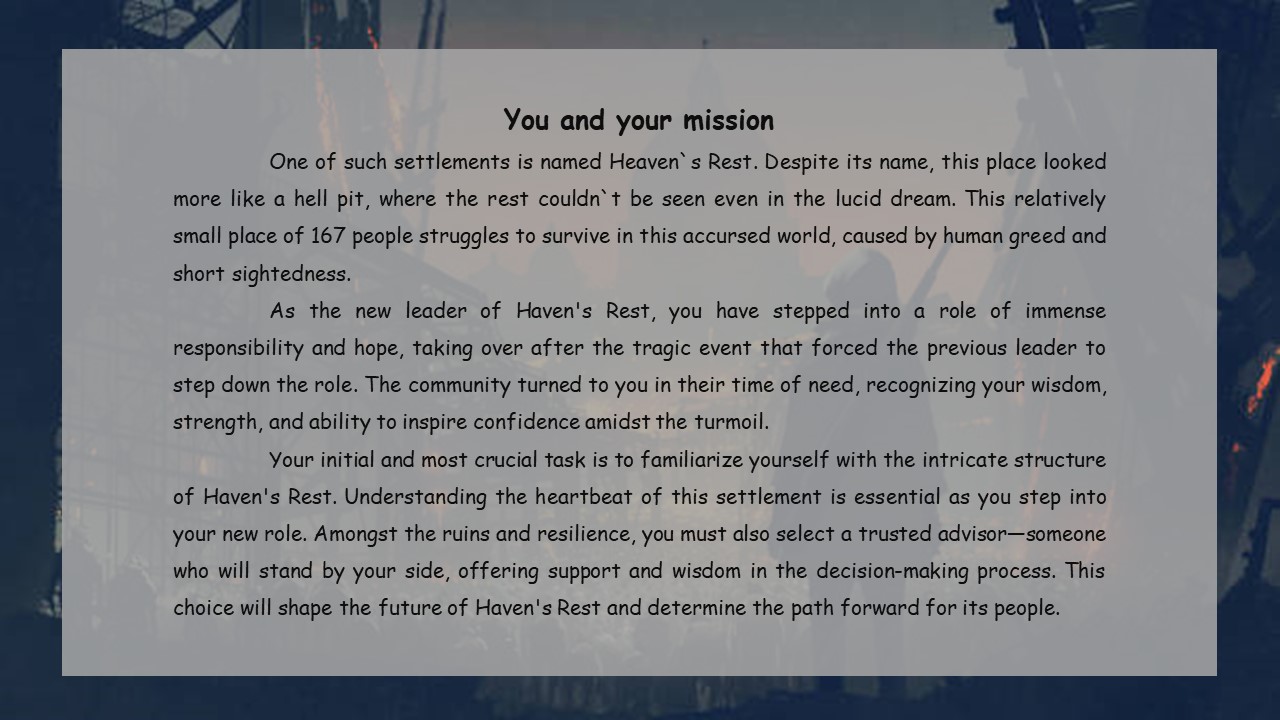 You and your mission
One of such settlements is named Heaven`s Rest. Despite its name, this place looked
more like a hell pit, where the rest couldn`t be seen even in the lucid dream. This relatively
small place of 167 people struggles to survive in this accursed world, caused by human greed and
short sightedness.
As the new leader of Haven's Rest, you have stepped into a role of immense
responsibility and hope, taking over after the tragic event that forced the previous leader to
step down the role. The community turned to you in their time of need, recognizing your wisdom,
strength, and ability to inspire confidence amidst the turmoil.
Your initial and most crucial task is to familiarize yourself with the intricate structure
of Haven's Rest. Understanding the heartbeat of this settlement is essential as you step into
your new role. Amongst the ruins and resilience, you must also select a trusted advisor—someone
who will stand by your side, offering support and wisdom in the decision-making process. This
choice will shape the future of Haven's Rest and determine the path forward for its people.